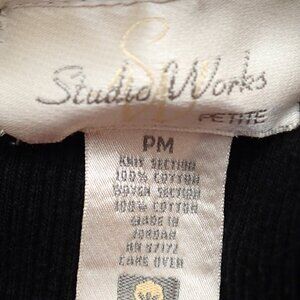 Studio Works
PETITE
PM
KNIT SECTION
100% COTTON
WOVEN SECTION
100% COTTON
MADE IN
JORDAN
RN 57172
CARE OVER